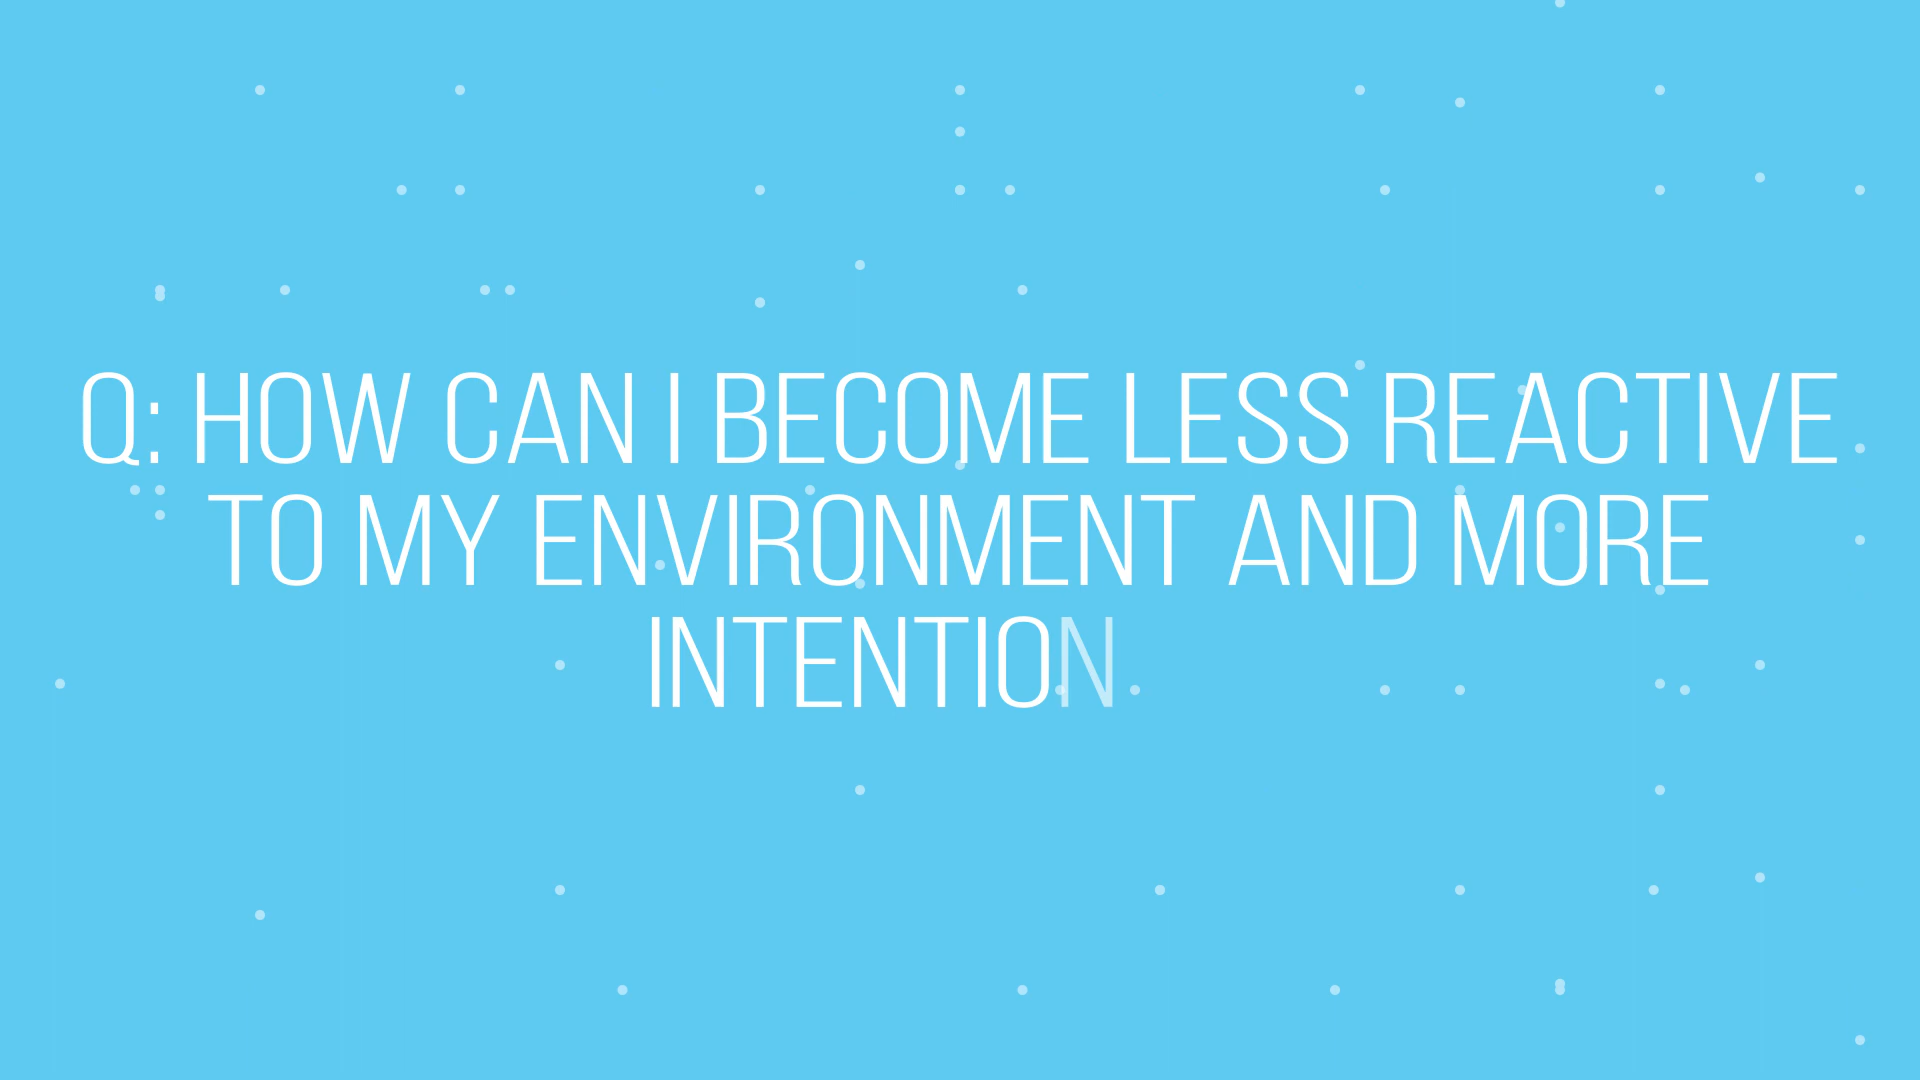 Q: HOW CAN I BECOME LESS REACTIVE
TO MY ENVIRONMENT AND MORE
INTENTION